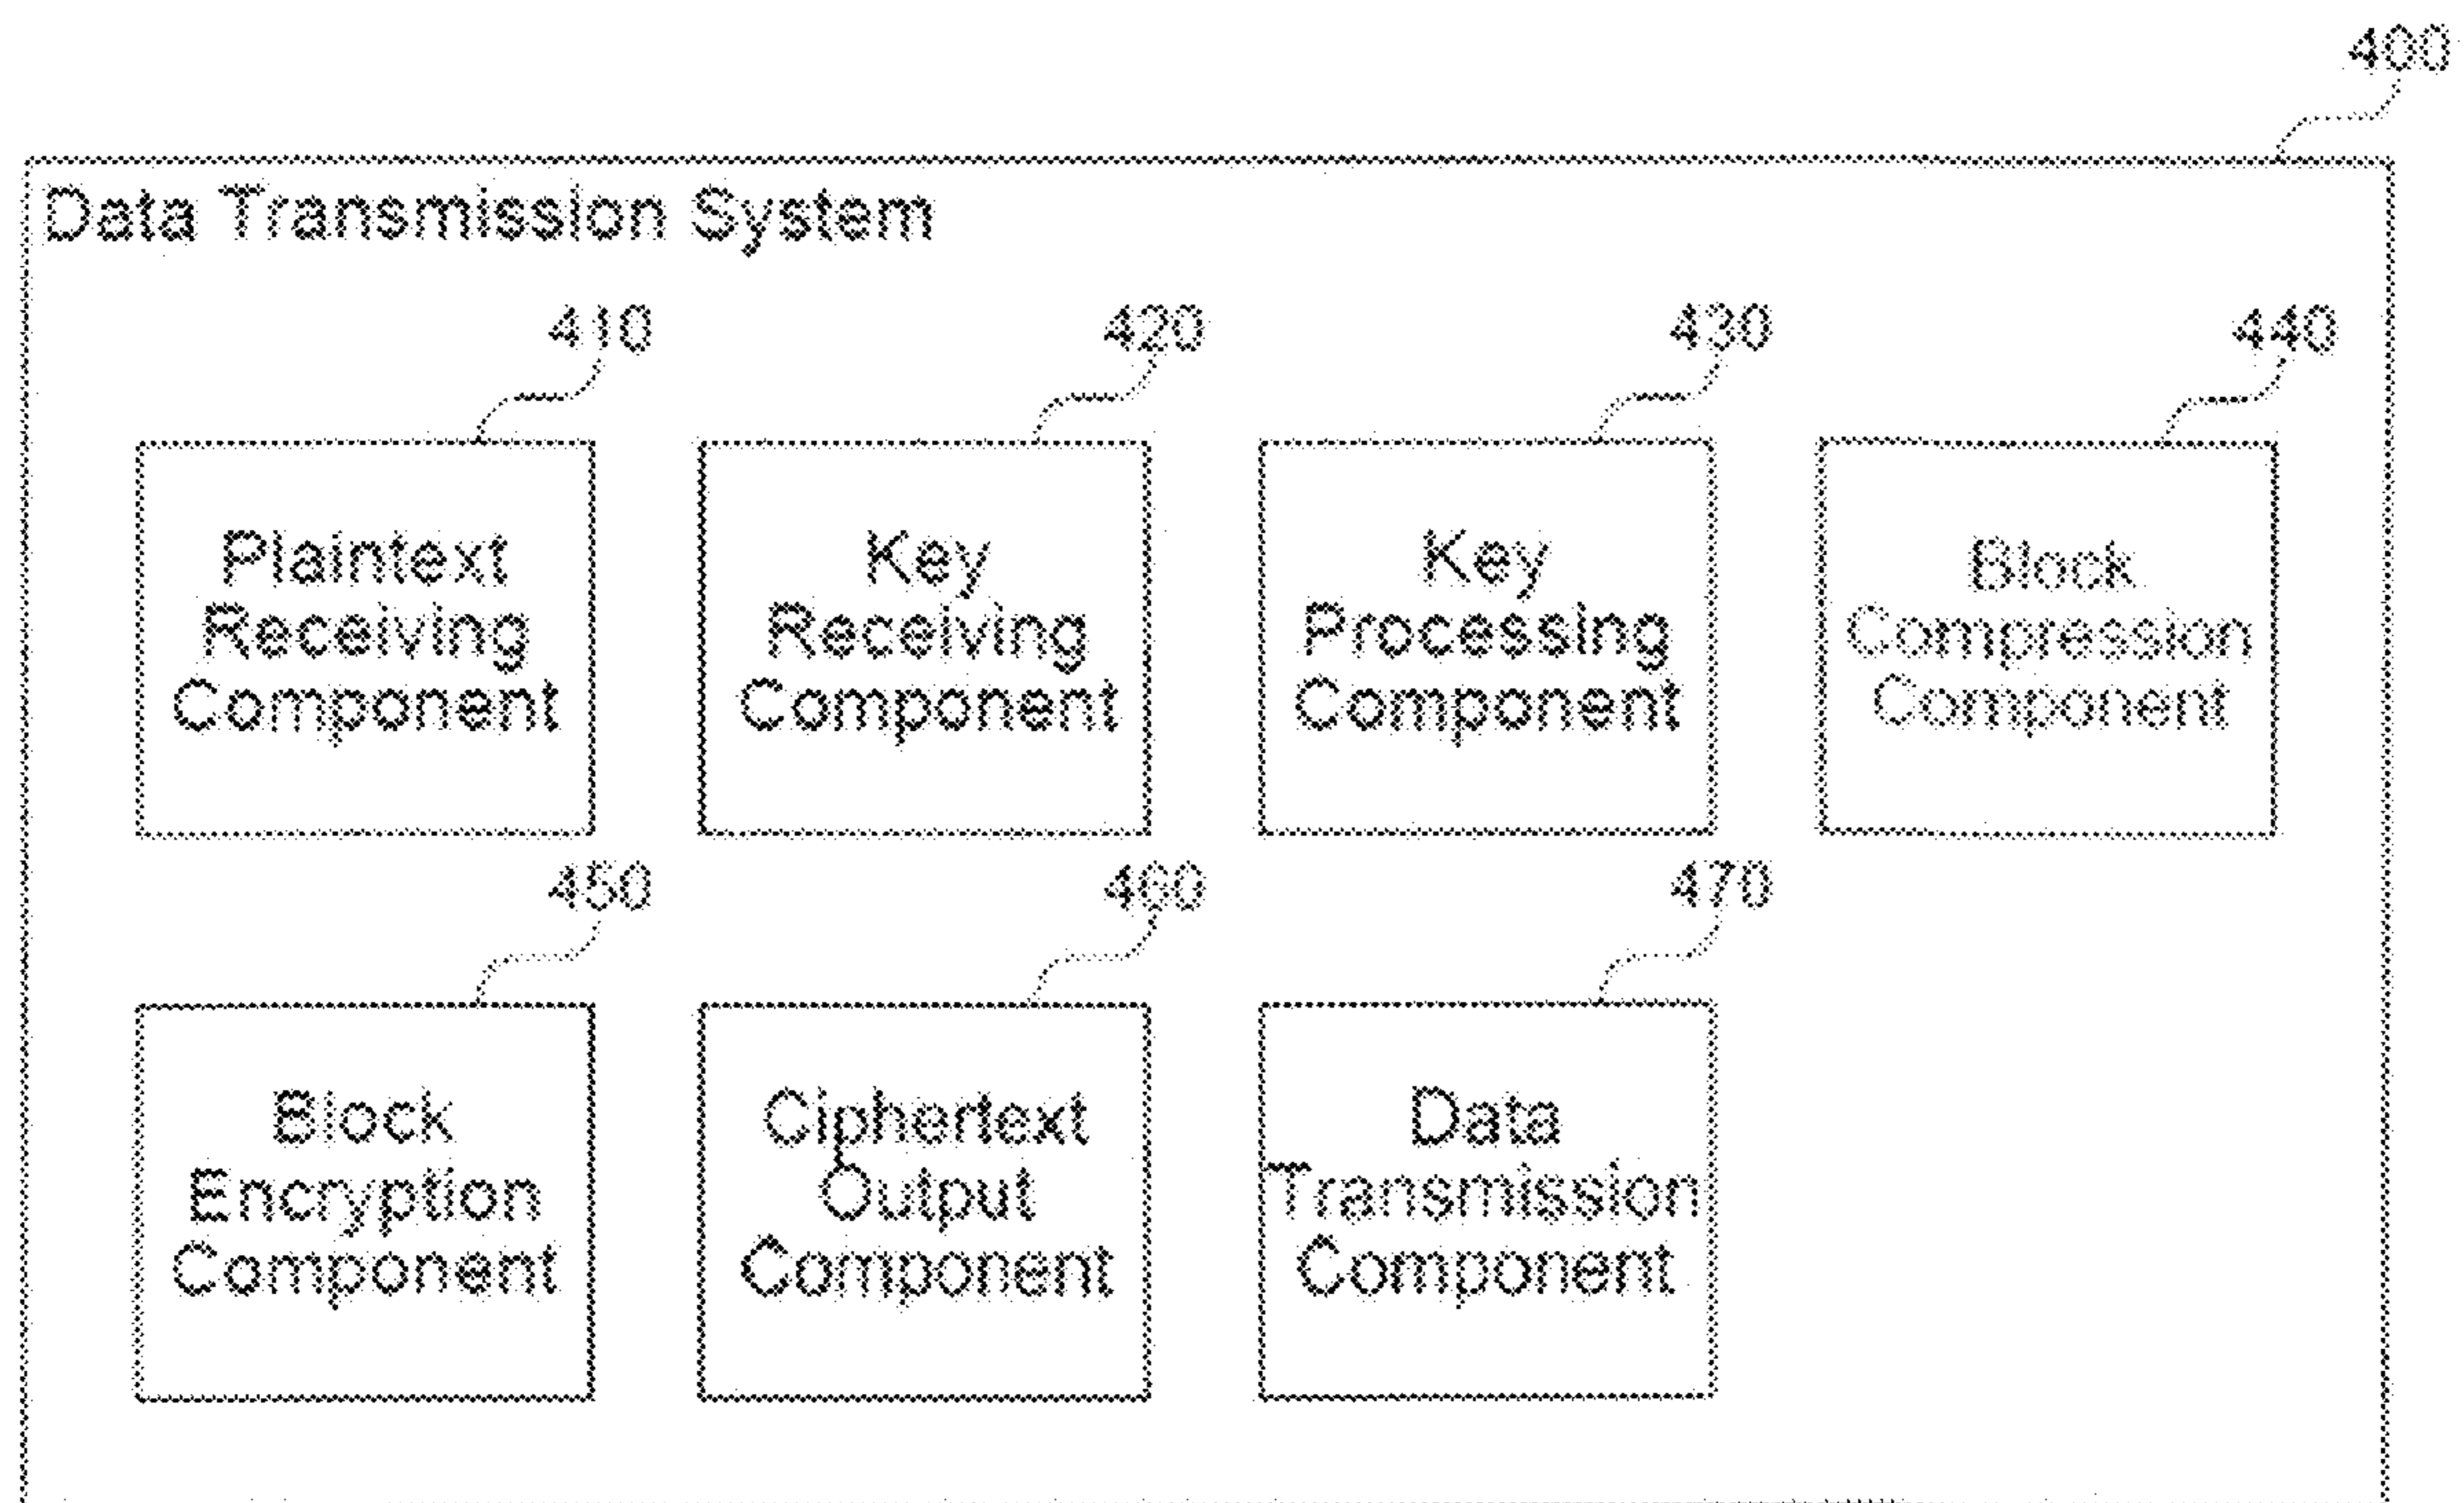 400
Data Transmission System
410
420
430
440
Plaintext
Receiving
Component
Key
Receiving
Component
Key
Processing
Component
Block
Compression
Component
450
460
470
Block
Encryption
Component
Ciphertext
Output
Component
Data
Transmission
Component